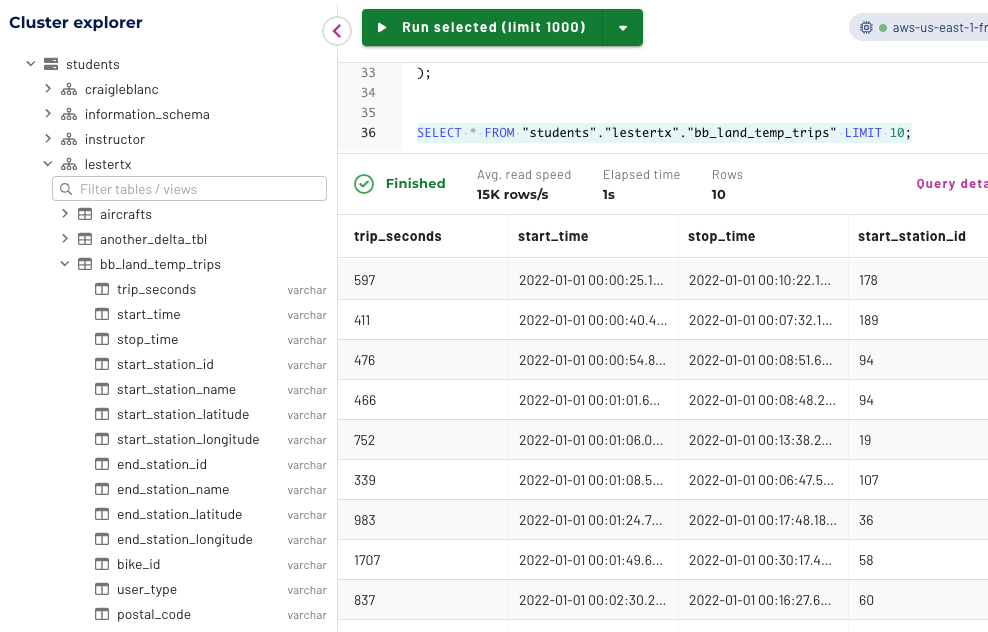 Cluster explorer
students
craigleblanc
information_schema
instructor
lestertx
Filter tables / views
aircrafts
another_delta_tbl
bb_land_temp_trips
trip_seconds varchar
start_time varchar
stop_time varchar
start_station_id varchar
start_station_name varchar
start_station_latitude varchar
start_station_longitude varchar
end_station_id varchar
end_station_name varchar
end_station_latitude varchar
end_station_longitude varchar
bike_id varchar
user_type varchar
postal_code varchar
Run selected (limit 1000)
aws-us-east-1-fr
33 );
34
35
36 SELECT * FROM "students"."lestertx"."bb_land_temp_trips" LIMIT 10;
Finished
Avg. read speed Elapsed time Rows
15K rows/s 1s 10
Query deta
trip_seconds start_time stop_time start_station_id
597 2022-01-01 00:00:25.1... 2022-01-01 00:10:22.1... 178
411 2022-01-01 00:00:40.4... 2022-01-01 00:07:32.1... 189
476 2022-01-01 00:00:54.8... 2022-01-01 00:08:51.6... 94
466 2022-01-01 00:01:01.6... 2022-01-01 00:08:48.2... 94
752 2022-01-01 00:01:06.0... 2022-01-01 00:13:38.2... 19
339 2022-01-01 00:01:08.5... 2022-01-01 00:06:47.5... 107
983 2022-01-01 00:01:24.7... 2022-01-01 00:17:48.18... 36
1707 2022-01-01 00:01:49.6... 2022-01-01 00:30:17.4... 58
837 2022-01-01 00:02:30.2... 2022-01-01 00:16:27.6... 60